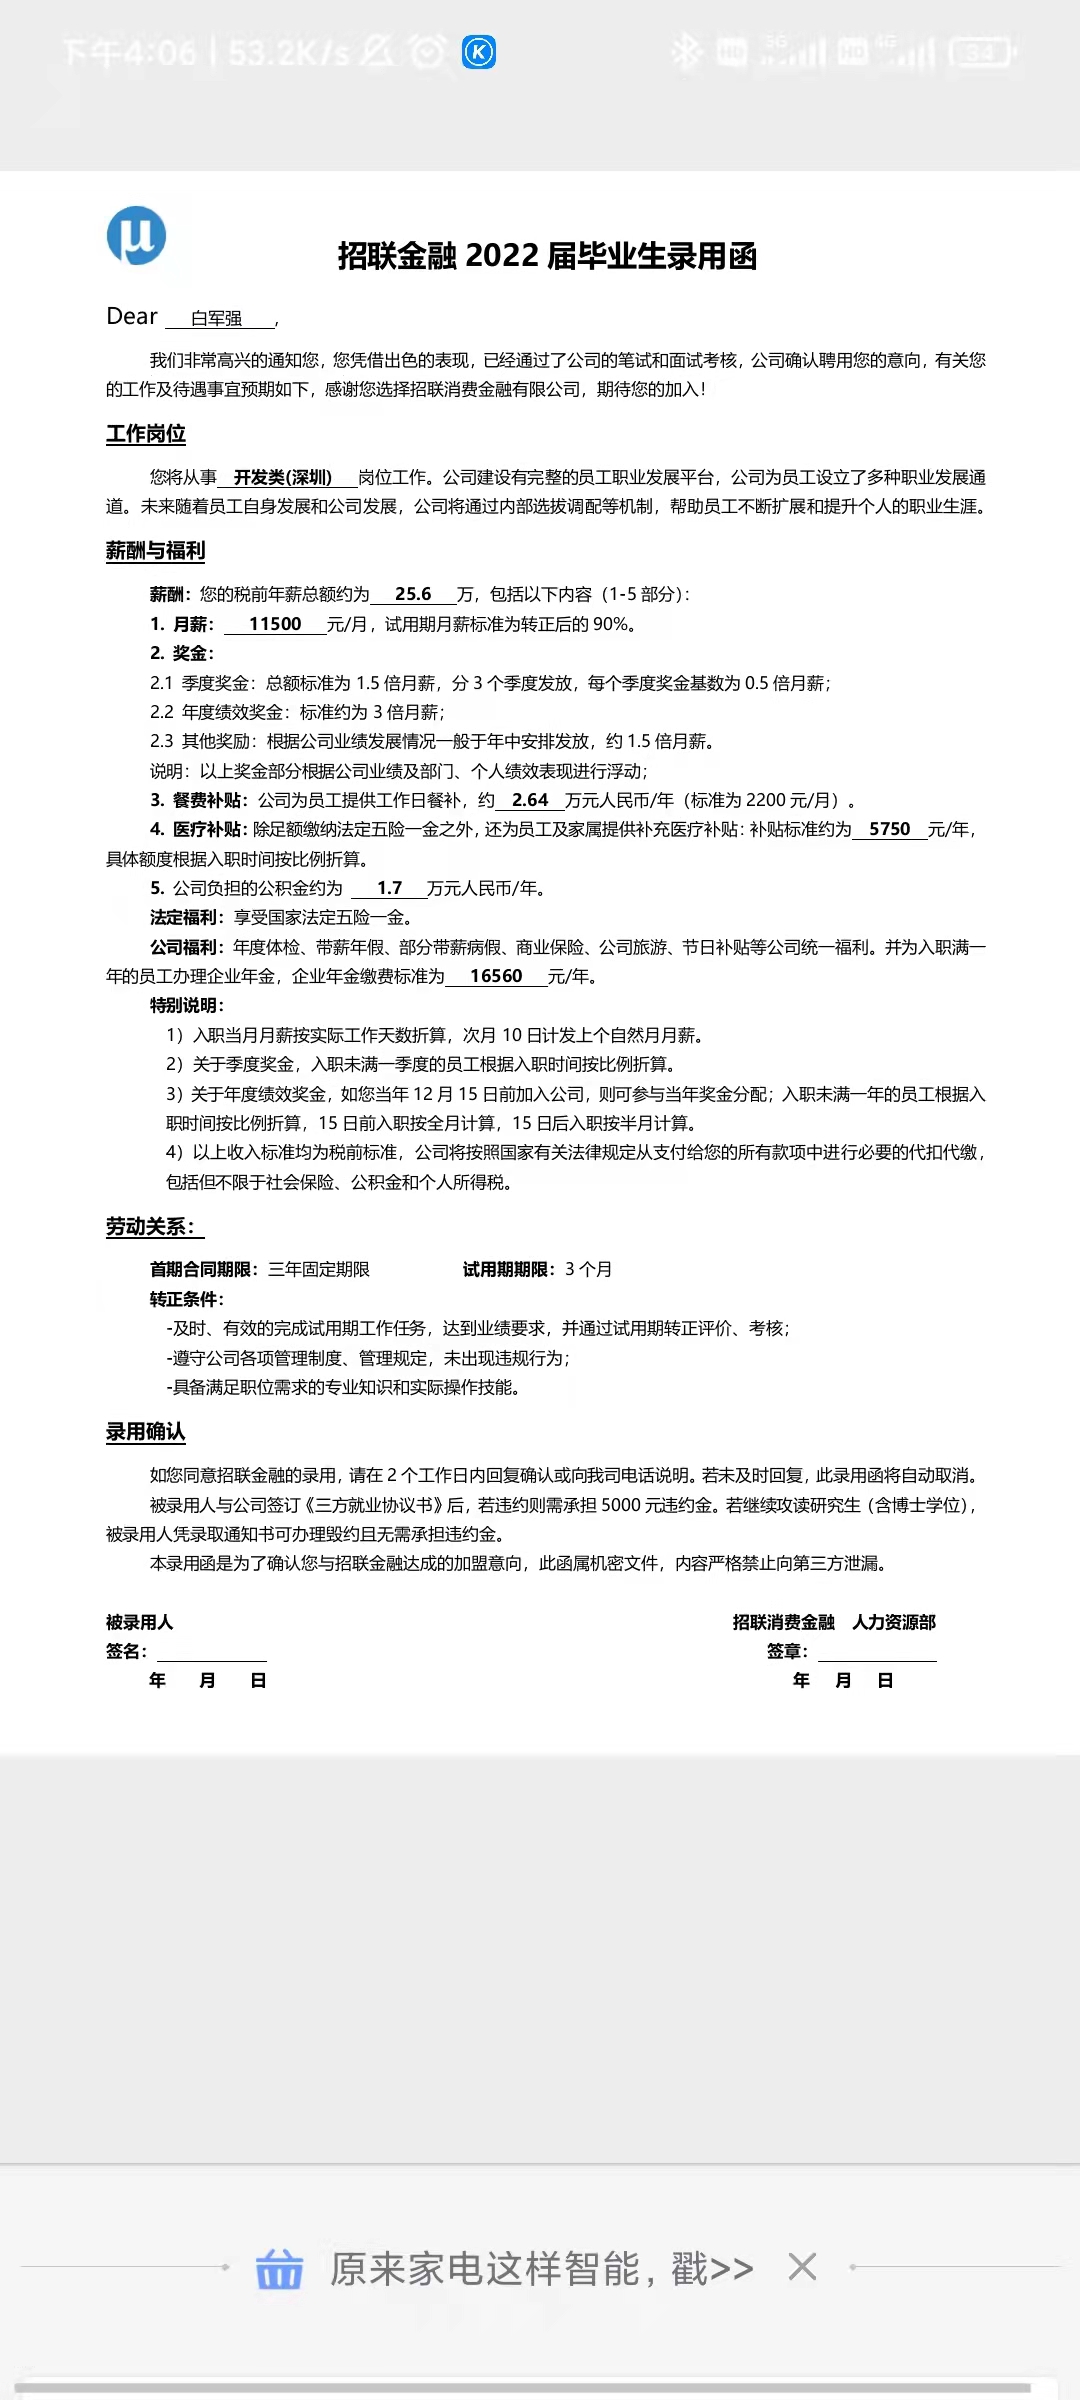 下午4:06 | 53.2K/s
K
HD 5G HD 4G 34
µ
招联金融 2022 届毕业生录用函
Dear 白军强 ,
我们非常高兴的通知您，您凭借出色的表现，已经通过了公司的笔试和面试考核，公司确认聘用您的意向，有关您
的工作及待遇事宜预期如下，感谢您选择招联消费金融有限公司，期待您的加入！
工作岗位
您将从事 开发类(深圳) 岗位工作。公司建设有完整的员工职业发展平台，公司为员工设立了多种职业发展通
道。未来随着员工自身发展和公司发展，公司将通过内部选拔调配等机制，帮助员工不断扩展和提升个人的职业生涯。
薪酬与福利
薪酬：您的税前年薪总额约为 25.6 万，包括以下内容（1-5 部分）：
1. 月薪： 11500 元/月，试用期月薪标准为转正后的 90%。
2. 奖金：
2.1 季度奖金：总额标准为 1.5 倍月薪，分 3 个季度发放，每个季度奖金基数为 0.5 倍月薪；
2.2 年度绩效奖金：标准约为 3 倍月薪；
2.3 其他奖励：根据公司业绩发展情况一般于年中安排发放，约 1.5 倍月薪。
说明：以上奖金部分根据公司业绩及部门、个人绩效表现进行浮动；
3. 餐费补贴：公司为员工提供工作日餐补，约 2.64 万元人民币/年（标准为 2200 元/月）。
4. 医疗补贴：除足额缴纳法定五险一金之外，还为员工及家属提供补充医疗补贴：补贴标准约为 5750 元/年，
具体额度根据入职时间按比例折算。
5. 公司负担的公积金约为 1.7 万元人民币/年。
法定福利：享受国家法定五险一金。
公司福利：年度体检、带薪年假、部分带薪病假、商业保险、公司旅游、节日补贴等公司统一福利。并为入职满一
年的员工办理企业年金，企业年金缴费标准为 16560 元/年。
特别说明：
1）入职当月月薪按实际工作天数折算，次月 10 日计发上个自然月月薪。
2）关于季度奖金，入职未满一季度的员工根据入职时间按比例折算。
3）关于年度绩效奖金，如您当年 12 月 15 日前加入公司，则可参与当年奖金分配；入职未满一年的员工根据入
职时间按比例折算，15 日前入职按全月计算，15 日后入职按半月计算。
4）以上收入标准均为税前标准，公司将按照国家有关法律规定从支付给您的所有款项中进行必要的代扣代缴，
包括但不限于社会保险、公积金和个人所得税。
劳动关系：
首期合同期限：三年固定期限 试用期期限：3 个月
转正条件：
-及时、有效的完成试用期工作任务，达到业绩要求，并通过试用期转正评价、考核；
-遵守公司各项管理制度、管理规定，未出现违规行为；
-具备满足职位需求的专业知识和实际操作技能。
录用确认
如您同意招联金融的录用，请在 2 个工作日内回复确认或向我司电话说明。若未及时回复，此录用函将自动取消。
被录用人与公司签订《三方就业协议书》后，若违约则需承担 5000 元违约金。若继续攻读研究生（含博士学位），
被录用人凭录取通知书可办理毁约且无需承担违约金。
本录用函是为了确认您与招联金融达成的加盟意向，此函属机密文件，内容严格禁止向第三方泄漏。
被录用人 招联消费金融 人力资源部
签名： 签章：
年 月 日 年 月 日
原来家电这样智能，戳>>